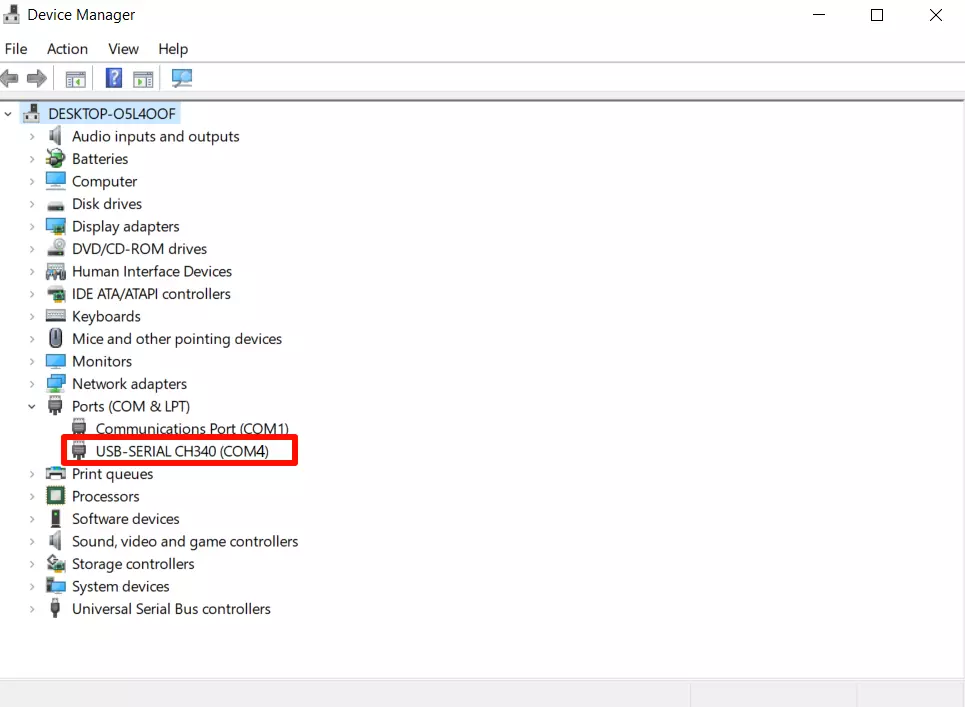 Device Manager
File Action View Help
DESKTOP-O5L4OOF
Audio inputs and outputs
Batteries
Computer
Disk drives
Display adapters
DVD/CD-ROM drives
Human Interface Devices
IDE ATA/ATAPI controllers
Keyboards
Mice and other pointing devices
Monitors
Network adapters
Ports (COM & LPT)
Communications Port (COM1)
USB-SERIAL CH340 (COM4)
Print queues
Processors
Software devices
Sound, video and game controllers
Storage controllers
System devices
Universal Serial Bus controllers